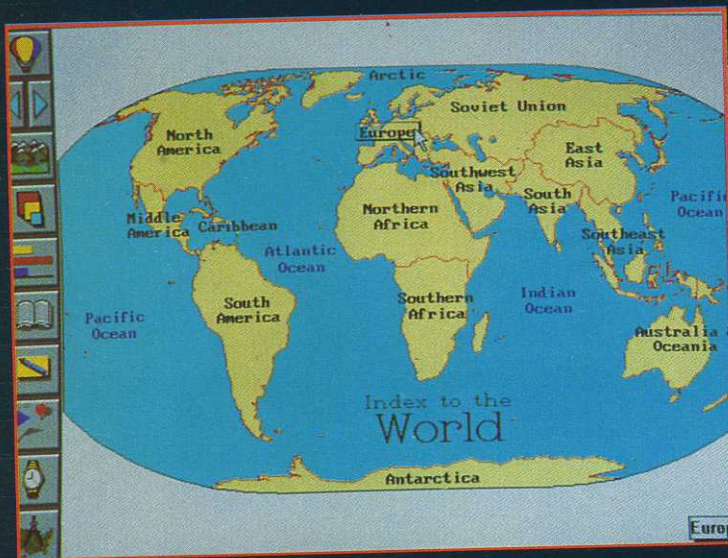 Arctic
Soviet Union
North
America
Europe
East
Asia
Southwest
Asia
South
Asia
Pacific
Ocean
Middle
America
Caribbean
Northern
Africa
Southeast
Asia
Atlantic
Ocean
Pacific
Ocean
South
America
Southern
Africa
Indian
Ocean
Australia
Oceania
Index to the
World
Antarctica
Europ